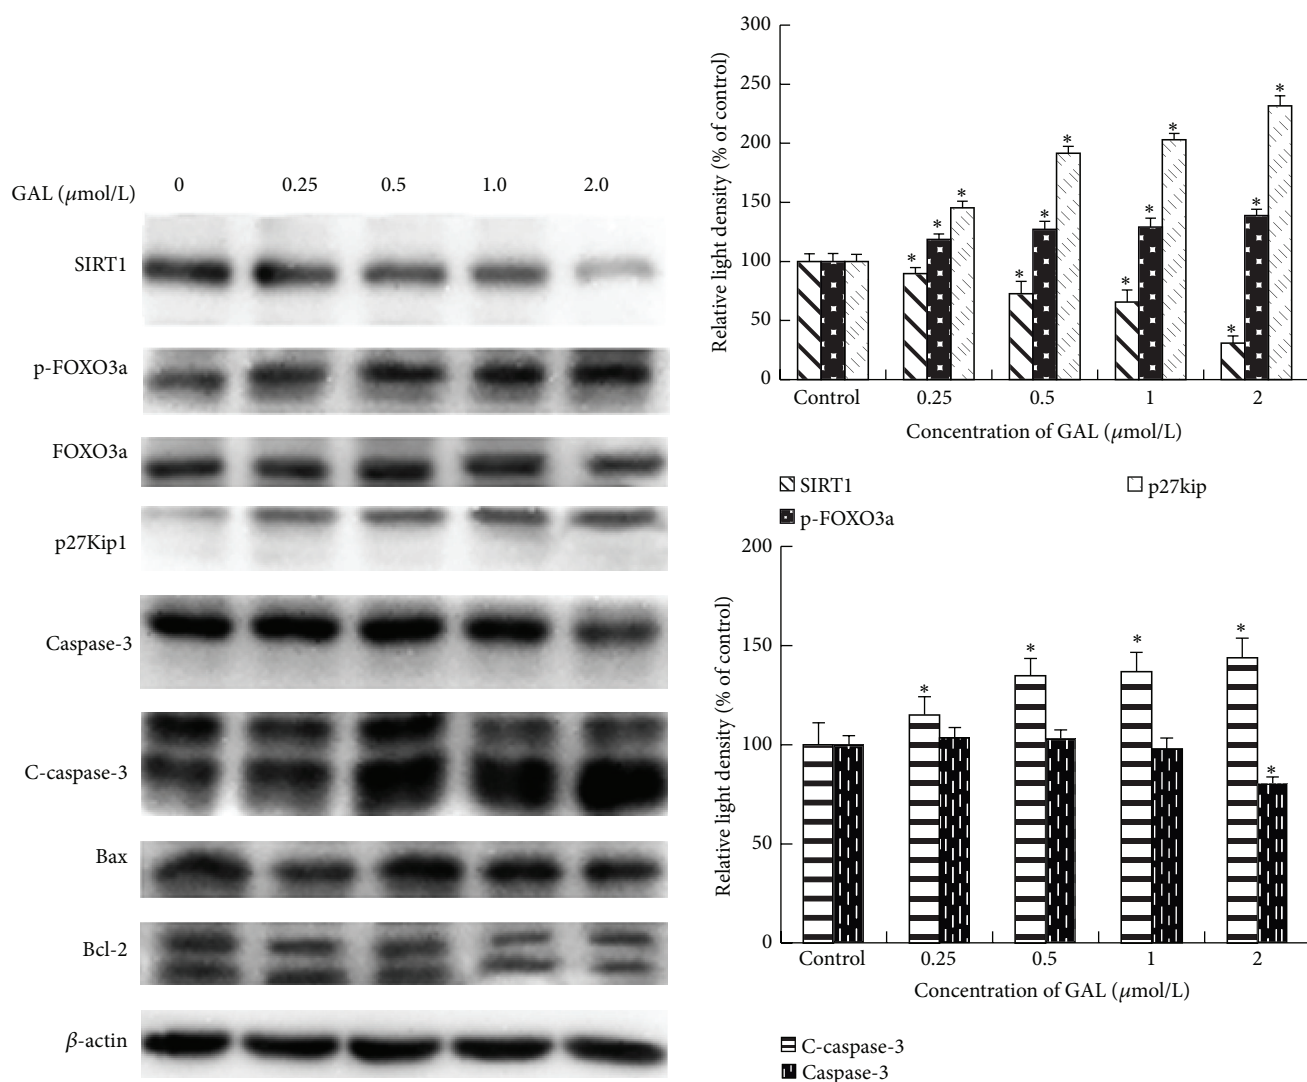 GAL (μmol/L) 0 0.25 0.5 1.0 2.0
SIRT1
p-FOXO3a
FOXO3a
p27Kip1
Caspase-3
C-caspase-3
Bax
Bcl-2
β-actin
300
250
200
150
100
50
0
Relative light density (% of control)
* * *
* * *
* * *
* * *
Control 0.25 0.5 1 2
Concentration of GAL (μmol/L)
SIRT1 p27kip
p-FOXO3a
200
150
100
50
0
Relative light density (% of control)
* * * * *
Control 0.25 0.5 1 2
Concentration of GAL (μmol/L)
C-caspase-3
Caspase-3